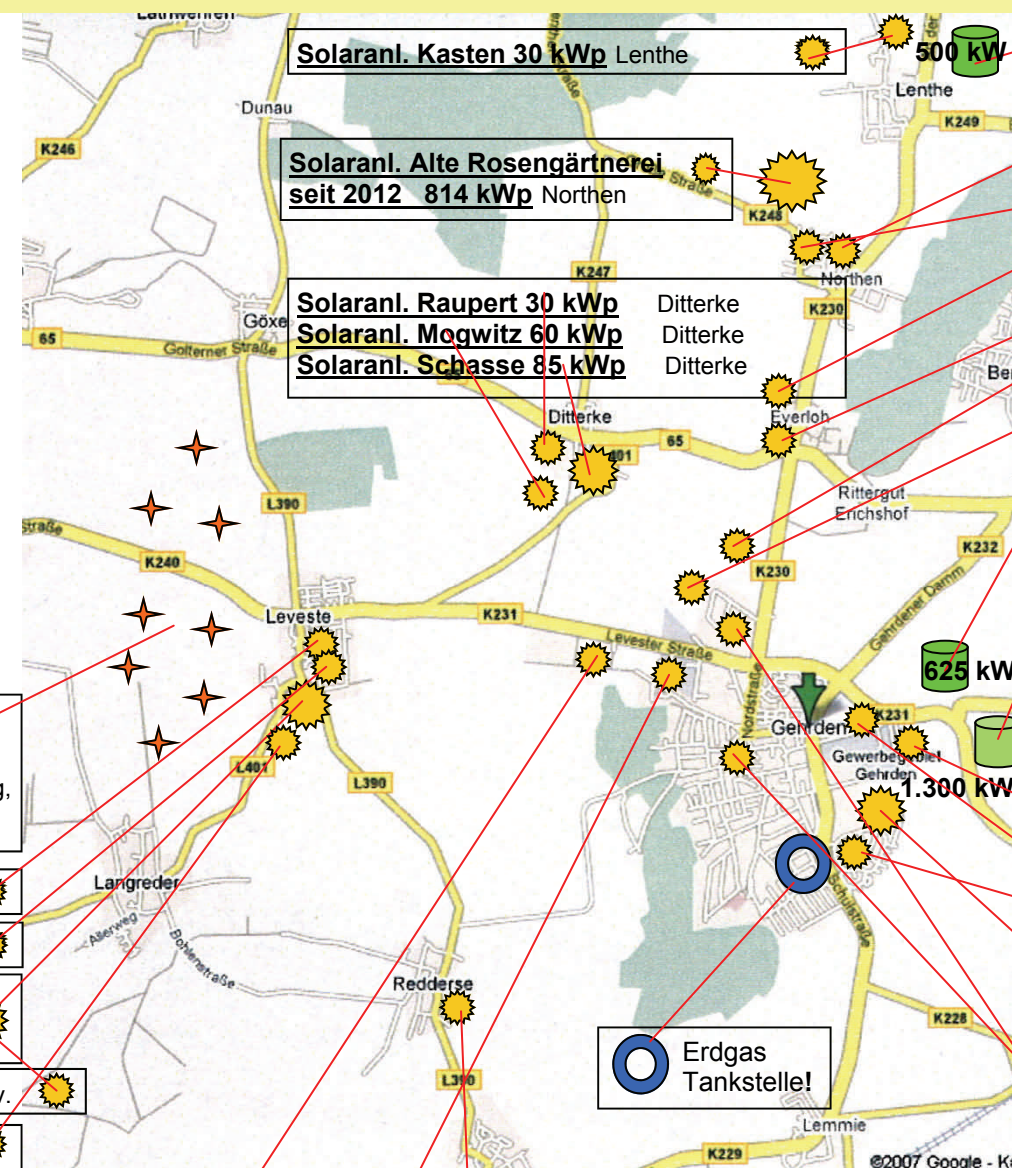 Lathwehren
Solaranl. Kasten 30 kWp Lenthe
500 kW
Lenthe
Dunau
K246
K249
Solaranl. Alte Rosengärtnerei
seit 2012 814 kWp Northen
Straße
K248
K247
Northen
Solaranl. Raupert 30 kWp Ditterke
Solaranl. Mogwitz 60 kWp Ditterke
Solaranl. Schasse 85 kWp Ditterke
K230
Göxe
65
Golterner Straße
Ditterke
Everloh
65
401
L390
Rittergut
Erichshof
straße
K240
K232
K230
Gehrdener Damm
Leveste
K231
Levester Straße
625 kW
Nordstraße
Gehrden
K231
Gewerbegebiet
Gehrden
1.300 kW
L401
L390
g,
Langreder
Allerweg
Bohlenstraße
Schulstraße
Redderse
K228
Erdgas
Tankstelle!
L390
v.
Lemmie
K229
©2007 Google - Ka